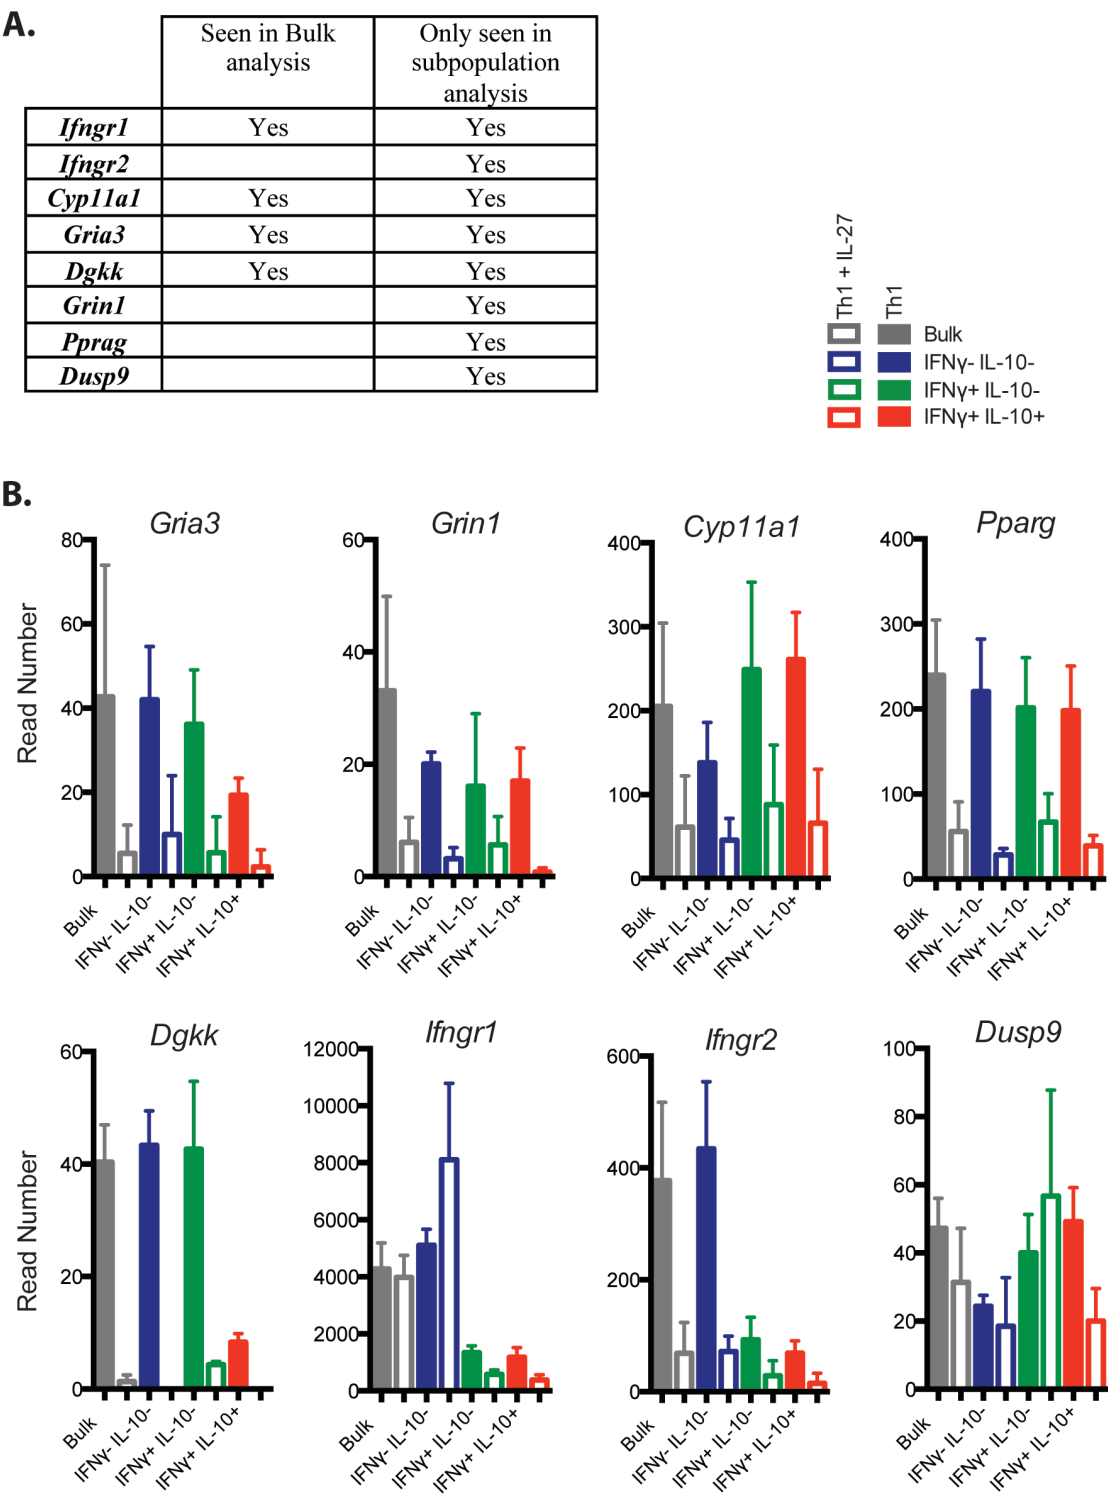 A.
Seen in Bulk
analysis
Only seen in
subpopulation
analysis
Ifngr1 Yes Yes
Ifngr2 Yes
Cyp11a1 Yes Yes
Gria3 Yes Yes
Dgkk Yes Yes
Grin1 Yes
Pprag Yes
Dusp9 Yes
Th1 + IL-27
Th1
Bulk
IFNγ- IL-10-
IFNγ+ IL-10-
IFNγ+ IL-10+
B.
Gria3
Read Number
80
60
40
20
0
Bulk
IFNγ- IL-10-
IFNγ+ IL-10-
IFNγ+ IL-10+
Grin1
60
40
20
0
Bulk
IFNγ- IL-10-
IFNγ+ IL-10-
IFNγ+ IL-10+
Cyp11a1
400
300
200
100
0
Bulk
IFNγ- IL-10-
IFNγ+ IL-10-
IFNγ+ IL-10+
Pparg
400
300
200
100
0
Bulk
IFNγ- IL-10-
IFNγ+ IL-10-
IFNγ+ IL-10+
Dgkk
Read Number
60
40
20
0
Bulk
IFNγ- IL-10-
IFNγ+ IL-10-
IFNγ+ IL-10+
Ifngr1
12000
10000
8000
6000
4000
2000
0
Bulk
IFNγ- IL-10-
IFNγ+ IL-10-
IFNγ+ IL-10+
Ifngr2
600
400
200
0
Bulk
IFNγ- IL-10-
IFNγ+ IL-10-
IFNγ+ IL-10+
Dusp9
100
80
60
40
20
0
Bulk
IFNγ- IL-10-
IFNγ+ IL-10-
IFNγ+ IL-10+